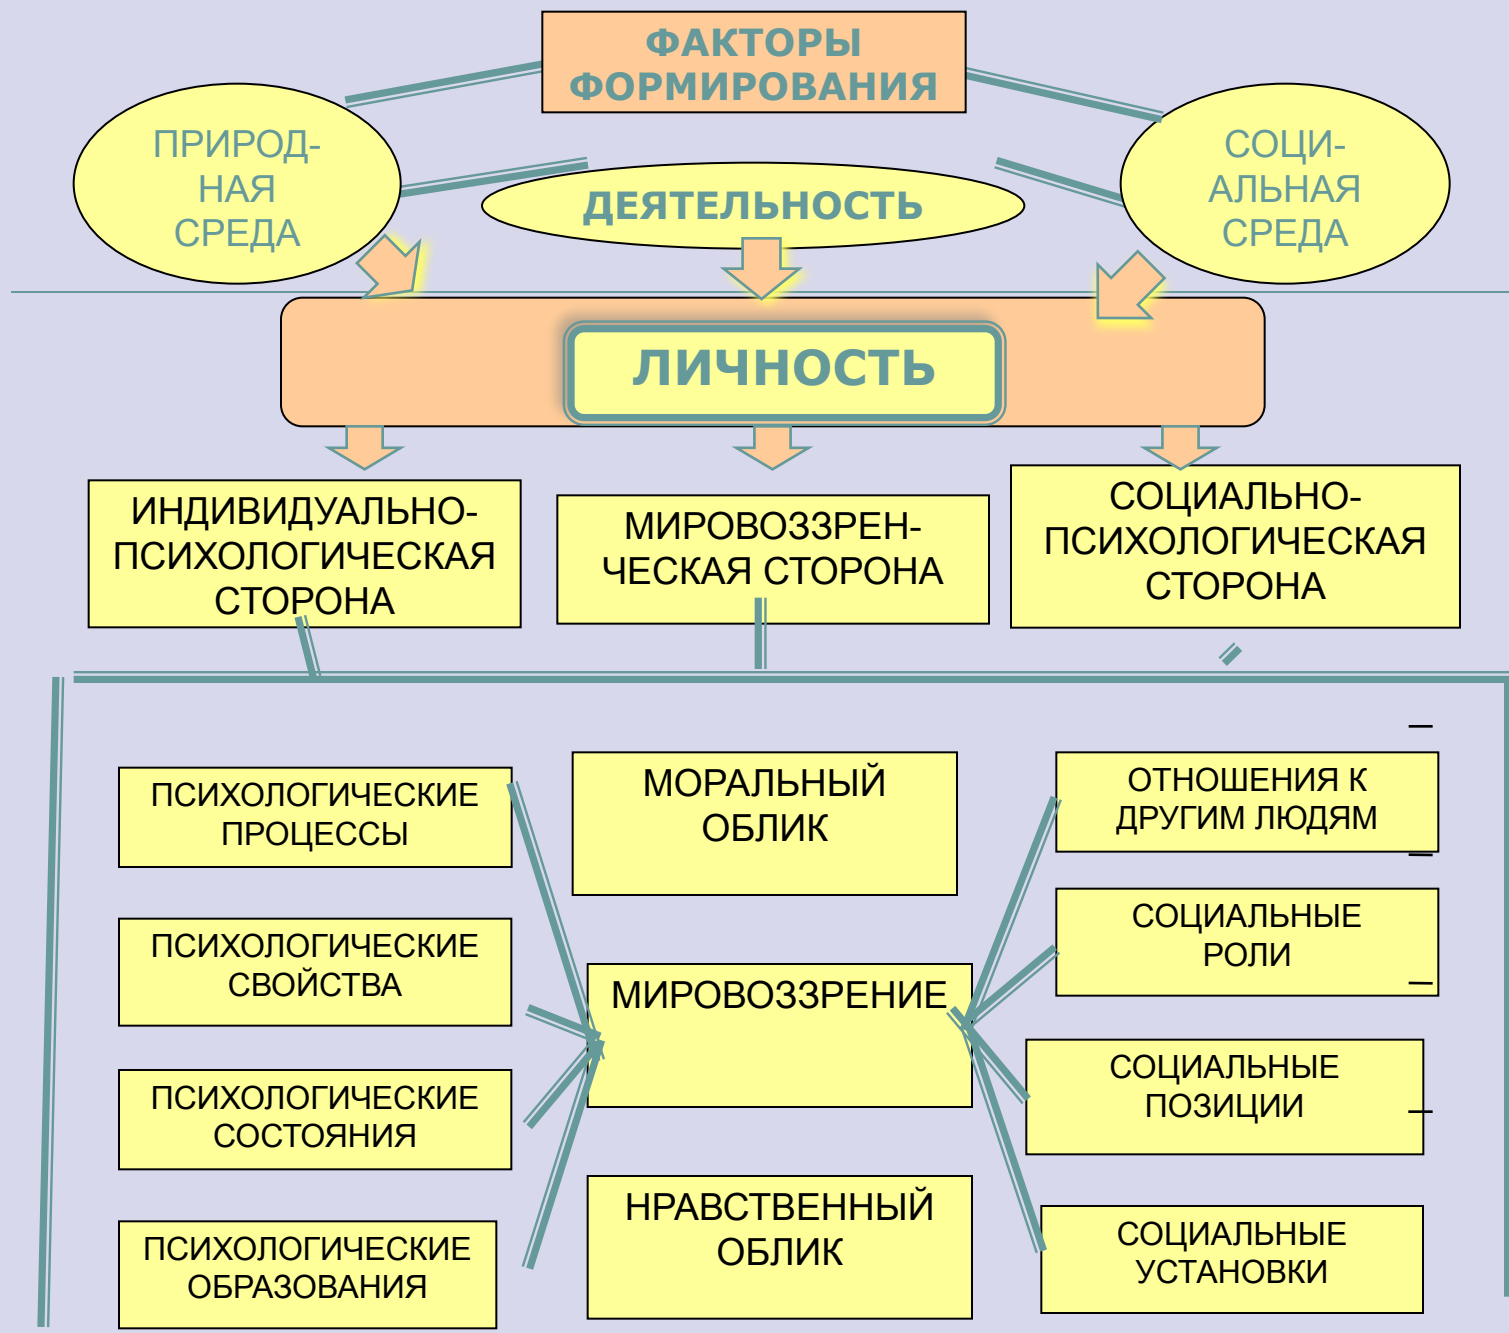 ФАКТОРЫ
ФОРМИРОВАНИЯ
ПРИРОД-
НАЯ
СРЕДА
ДЕЯТЕЛЬНОСТЬ
СОЦИ-
АЛЬНАЯ
СРЕДА
ЛИЧНОСТЬ
ИНДИВИДУАЛЬНО-
ПСИХОЛОГИЧЕСКАЯ
СТОРОНА
МИРОВОЗЗРЕН-
ЧЕСКАЯ СТОРОНА
СОЦИАЛЬНО-
ПСИХОЛОГИЧЕСКАЯ
СТОРОНА
ПСИХОЛОГИЧЕСКИЕ
ПРОЦЕССЫ
ПСИХОЛОГИЧЕСКИЕ
СВОЙСТВА
ПСИХОЛОГИЧЕСКИЕ
СОСТОЯНИЯ
ПСИХОЛОГИЧЕСКИЕ
ОБРАЗОВАНИЯ
МОРАЛЬНЫЙ
ОБЛИК
МИРОВОЗЗРЕНИЕ
НРАВСТВЕННЫЙ
ОБЛИК
–
ОТНОШЕНИЯ К
ДРУГИМ ЛЮДЯМ
–
СОЦИАЛЬНЫЕ
РОЛИ
–
СОЦИАЛЬНЫЕ
ПОЗИЦИИ
–
СОЦИАЛЬНЫЕ
УСТАНОВКИ